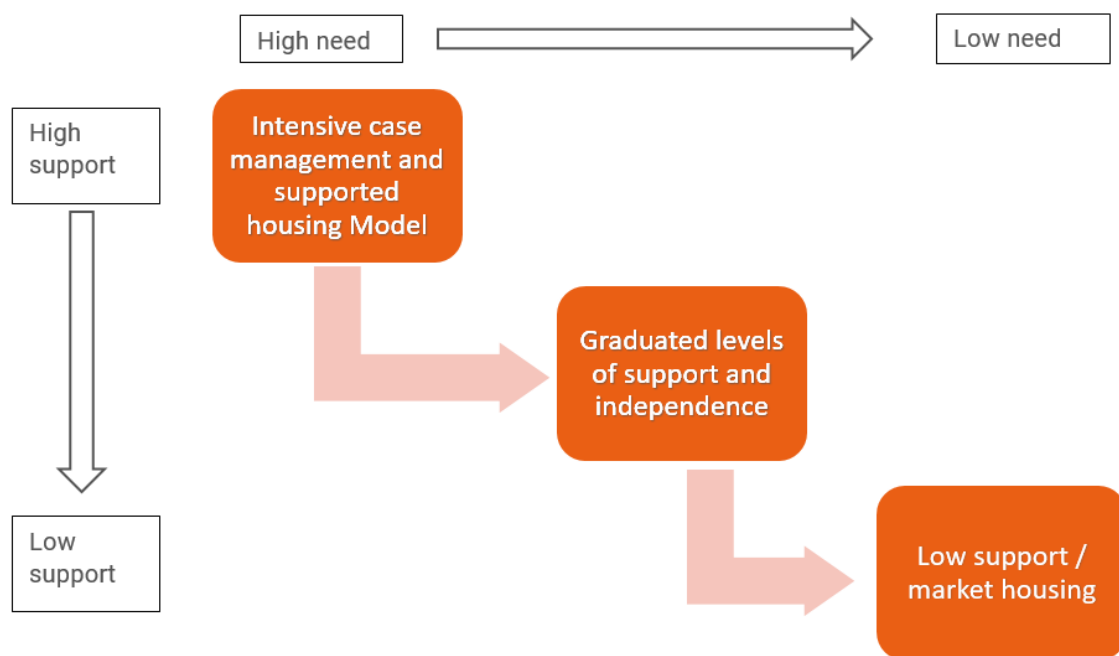 High need
Low need
High
support
Intensive case
management and
supported
housing Model
Graduated levels
of support and
independence
Low
support
Low support /
market housing